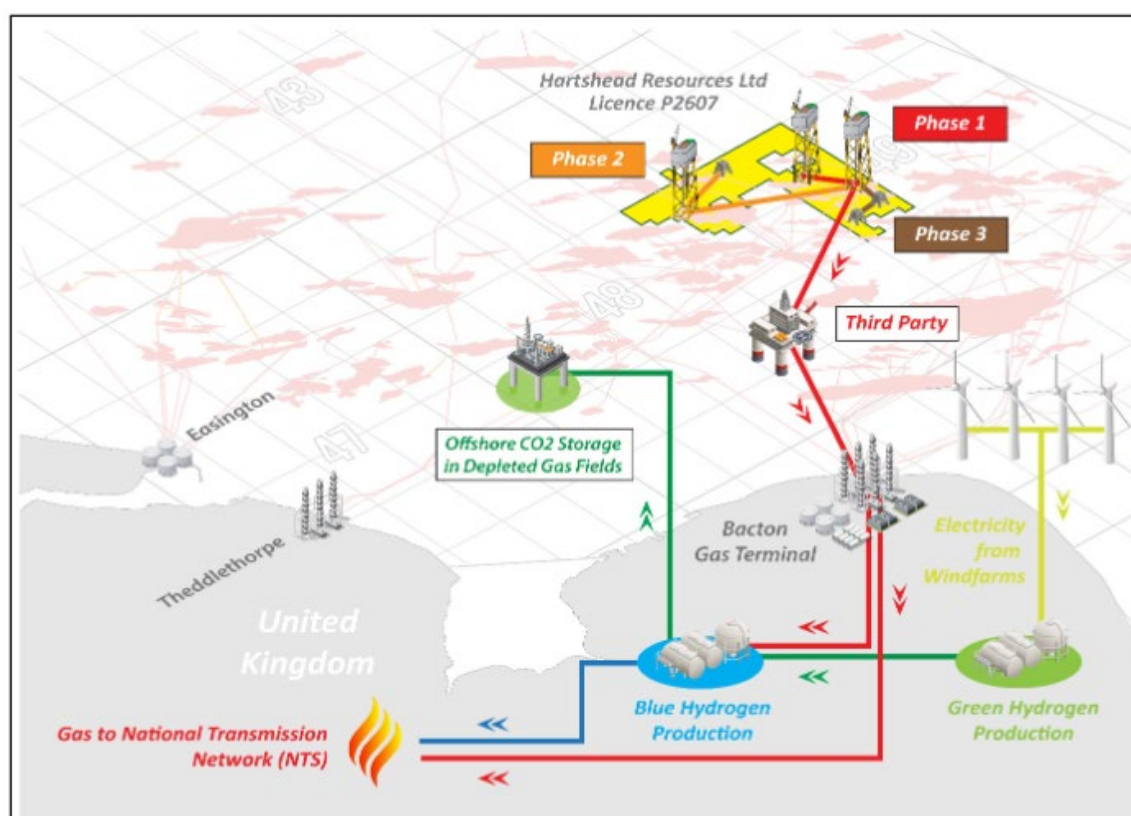 43
Hartshead Resources Ltd
Licence P2607
Phase 1
49
Phase 2
Phase 3
48
Third Party
Easington
47
Offshore CO2 Storage
in Depleted Gas Fields
Theddlethorpe
Bacton
Gas Terminal
Electricity
from
Windfarms
United
Kingdom
Blue Hydrogen
Production
Green Hydrogen
Production
Gas to National Transmission
Network (NTS)